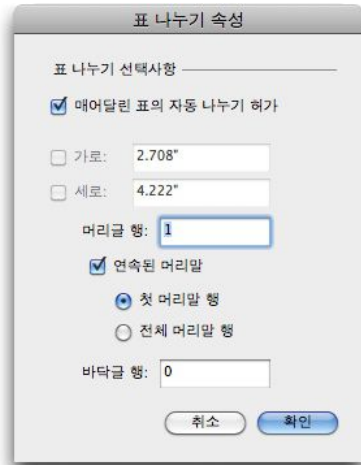 표 나누기 속성
표 나누기 선택사항
매어달린 표의 자동 나누기 허가
가로: 2.708"
세로: 4.222"
머리글 행: 1
연속된 머리말
첫 머리말 행
전체 머리말 행
바닥글 행: 0
취소 확인